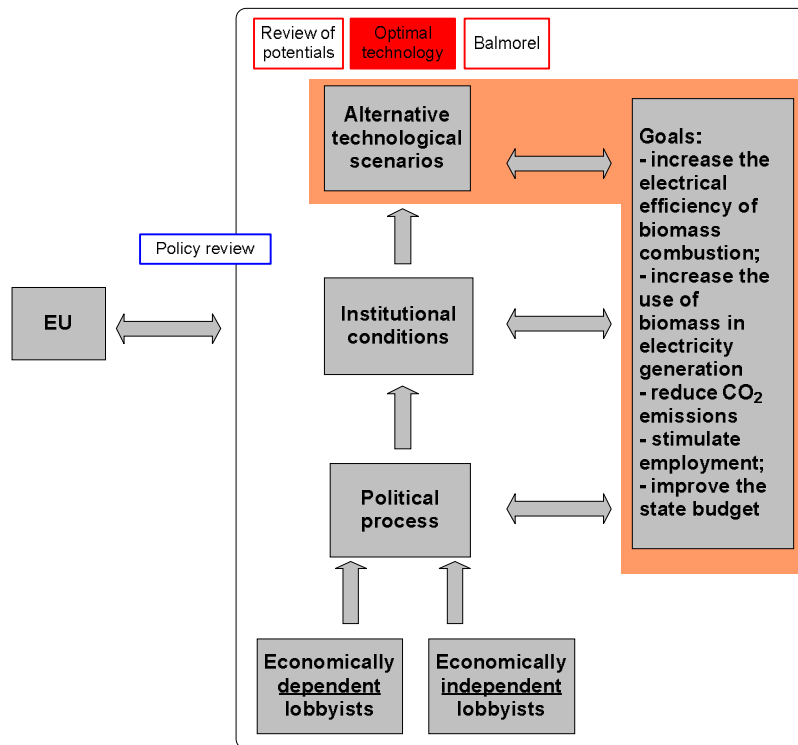 Review of
potentials
Optimal
technology
Balmorel
Alternative
technological
scenarios
Goals:
- increase the
electrical
efficiency of
biomass
combustion;
- increase the
use of
biomass in
electricity
generation
- reduce CO₂
emissions
- stimulate
employment;
- improve the
state budget
Policy review
EU
Institutional
conditions
Political
process
Economically
dependent
lobbyists
Economically
independent
lobbyists